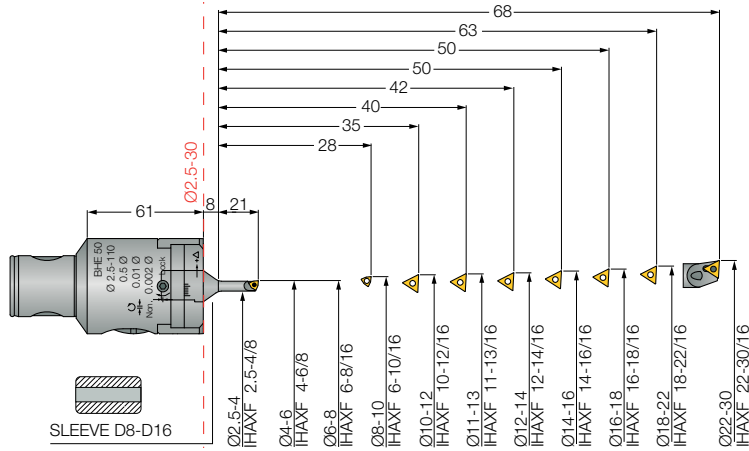 68
63
50
50
42
40
35
28
Ø2.5-30
61
8
21
BHE 50
Ø 2.5-110
0.5 Ø
0.01 Ø
0.002 Ø
Lock
Non
SLEEVE D8-D16
Ø2.5-4
IHAXF 2.5-4/8
Ø4-6
IHAXF 4-6/8
Ø6-8
IHAXF 6-8/16
Ø8-10
IHAXF 6-10/16
Ø10-12
IHAXF 10-12/16
Ø11-13
IHAXF 11-13/16
Ø12-14
IHAXF 12-14/16
Ø14-16
IHAXF 14-16/16
Ø16-18
IHAXF 16-18/16
Ø18-22
IHAXF 18-22/16
Ø22-30
IHAXF 22-30/16